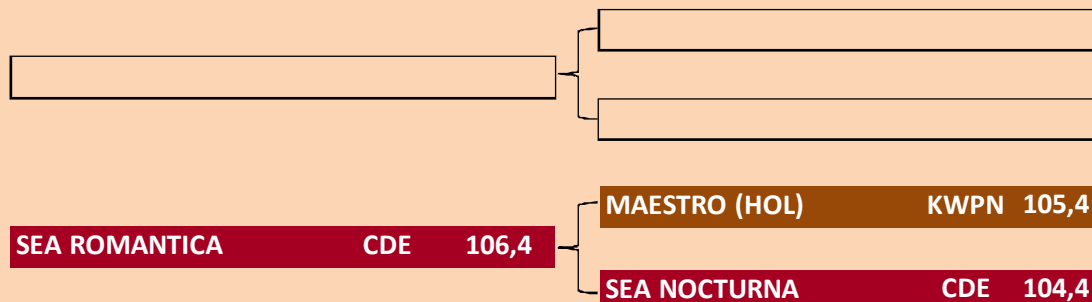 MAESTRO (HOL) KWPN 105,4
SEA ROMANTICA CDE 106,4
SEA NOCTURNA CDE 104,4